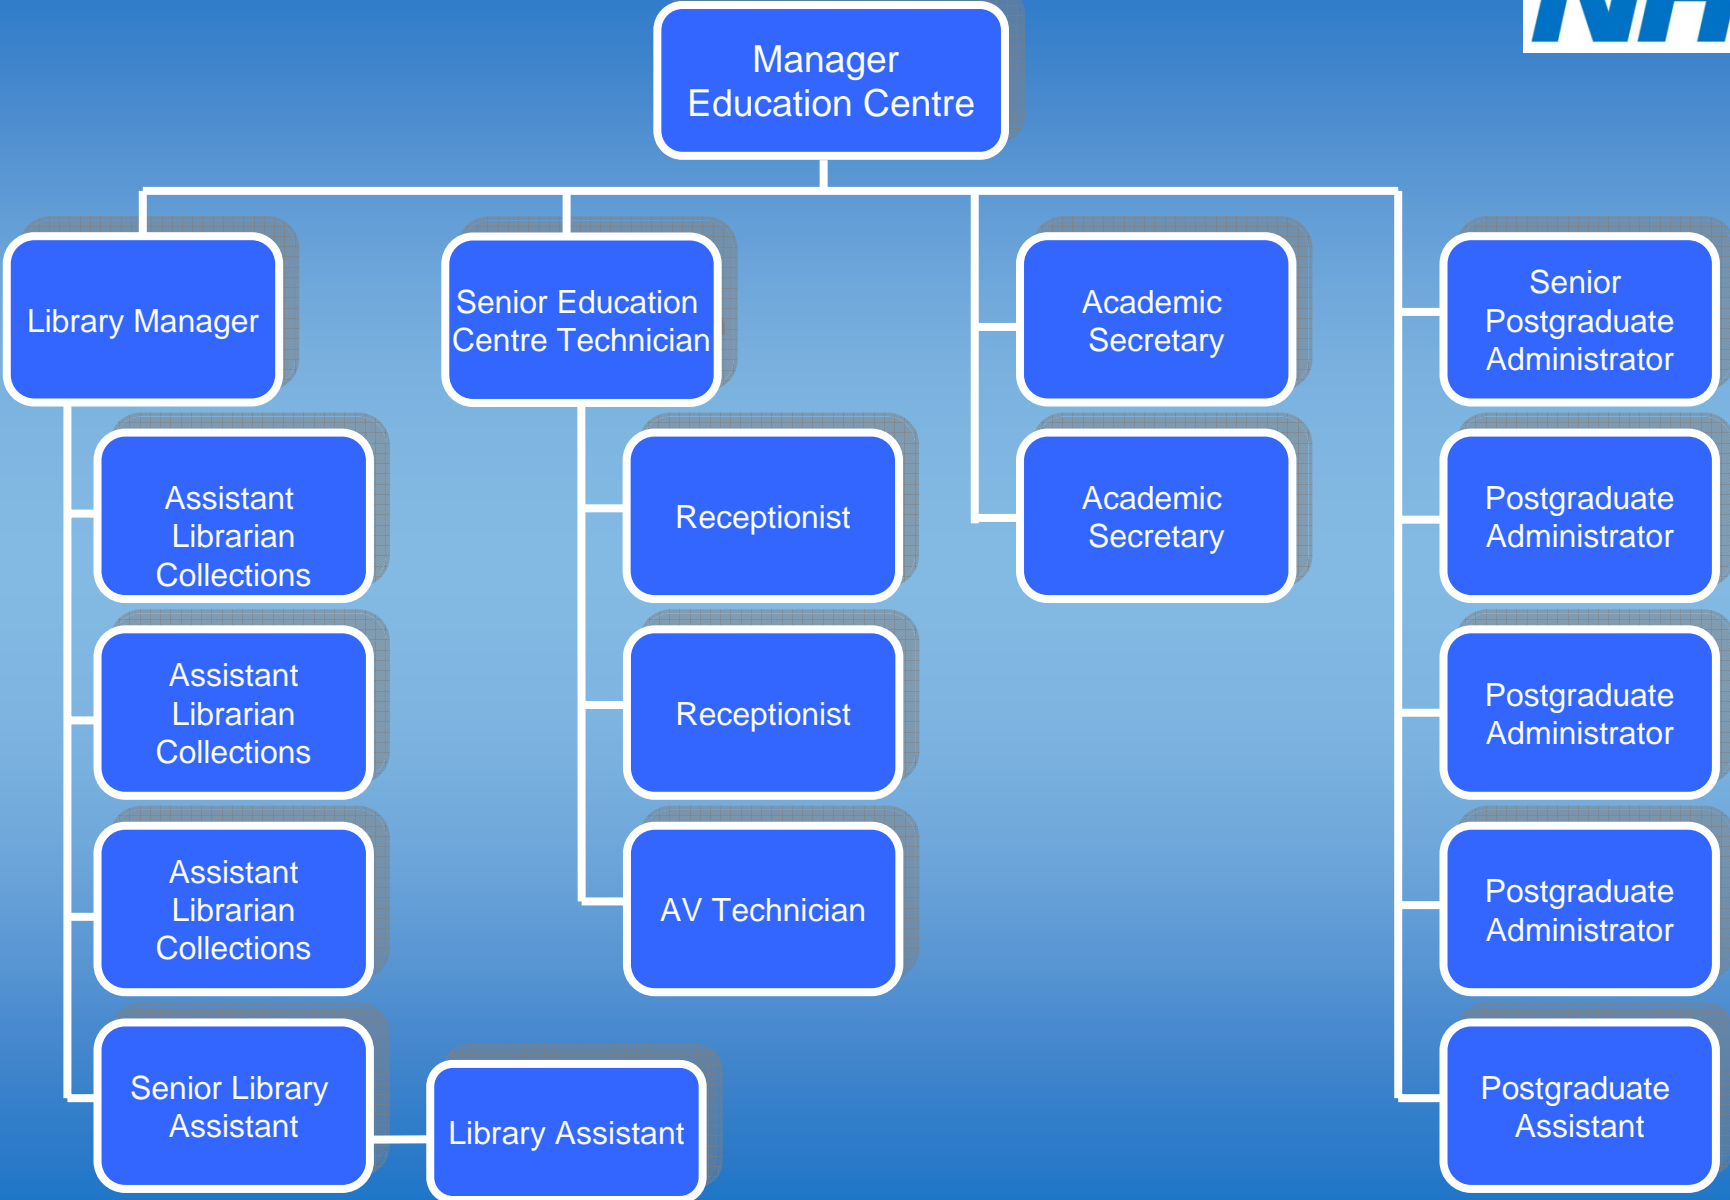 Manager
Education Centre
Library Manager
Senior Education
Centre Technician
Academic
Secretary
Senior
Postgraduate
Administrator
Assistant
Librarian
Collections
Receptionist
Academic
Secretary
Postgraduate
Administrator
Assistant
Librarian
Collections
Receptionist
Postgraduate
Administrator
Assistant
Librarian
Collections
AV Technician
Postgraduate
Administrator
Senior Library
Assistant
Library Assistant
Postgraduate
Assistant